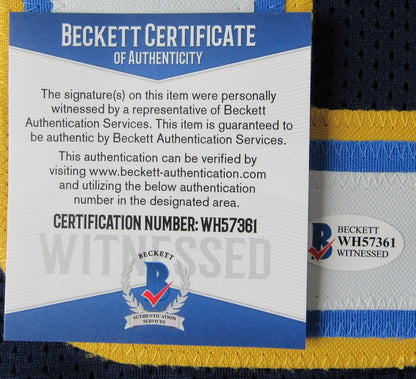 BECKETT CERTIFICATE
OF AUTHENTICITY
The signature(s) on this item were personally
witnessed by a representative of Beckett
Authentication Services. This item is guaranteed to
be authentic by Beckett Authentication Services.
This authentication can be verified by
visiting www.beckett-authentication.com
and utilizing the below authentication
number in the designated area.
CERTIFICATION NUMBER: WH57361
WITNESSED
BECKETT
B
AUTHENTICATION
SERVICES
B
BECKETT
WH57361
WITNESSED